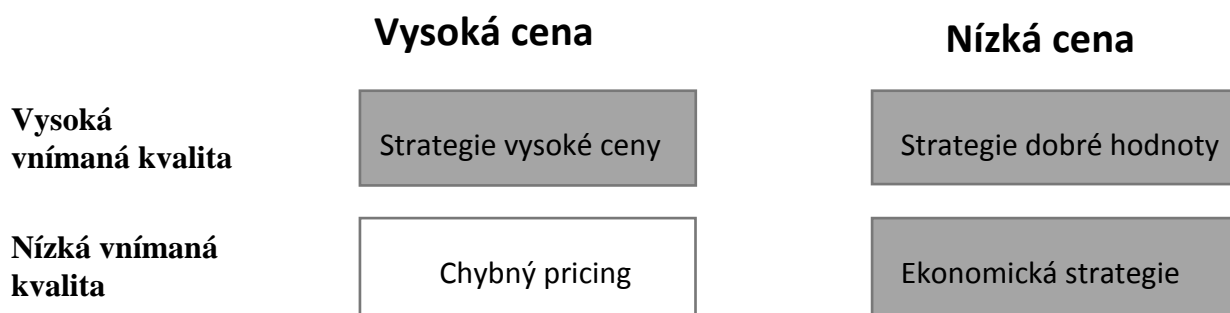 Vysoká cena
Nízká cena
Vysoká
vnímaná kvalita
Strategie vysoké ceny
Strategie dobré hodnoty
Nízká vnímaná
kvalita
Chybný pricing
Ekonomická strategie